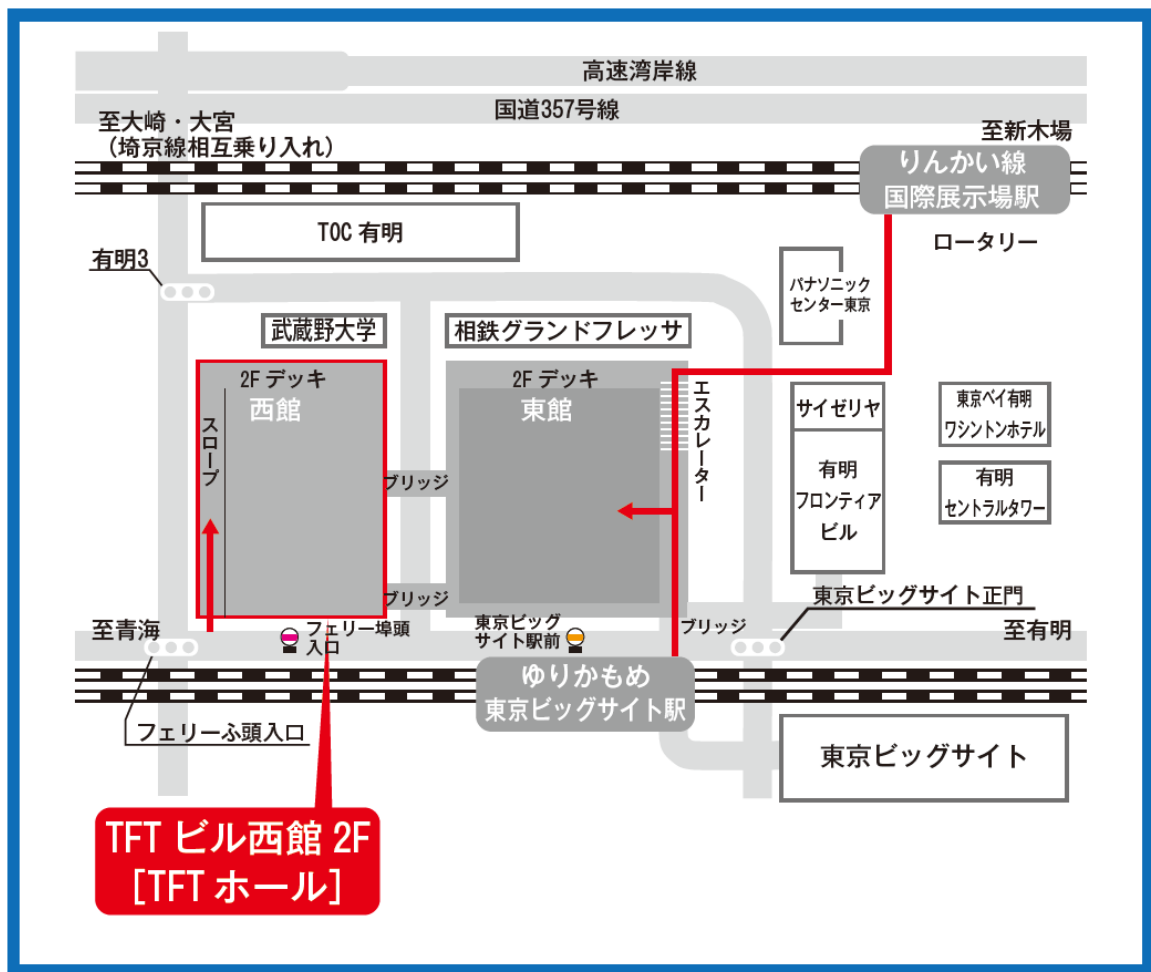 高速湾岸線
国道357号線
至大崎・大宮
（埼京線相互乗り入れ）
至新木場
りんかい線
国際展示場駅
TOC 有明
ロータリー
有明3
パナソニック
センター東京
武蔵野大学
相鉄グランドフレッサ
2F デッキ
西館
2F デッキ
東館
スロープ
エスカレーター
サイゼリヤ
有明
フロンティア
ビル
東京ベイ有明
ワシントンホテル
有明
セントラルタワー
ブリッジ
ブリッジ
東京ビッグサイト正門
至青海
フェリー埠頭
入口
東京ビッグ
サイト駅前
ブリッジ
至有明
ゆりかもめ
東京ビッグサイト駅
フェリーふ頭入口
東京ビッグサイト
TFT ビル西館 2F
[TFT ホール]